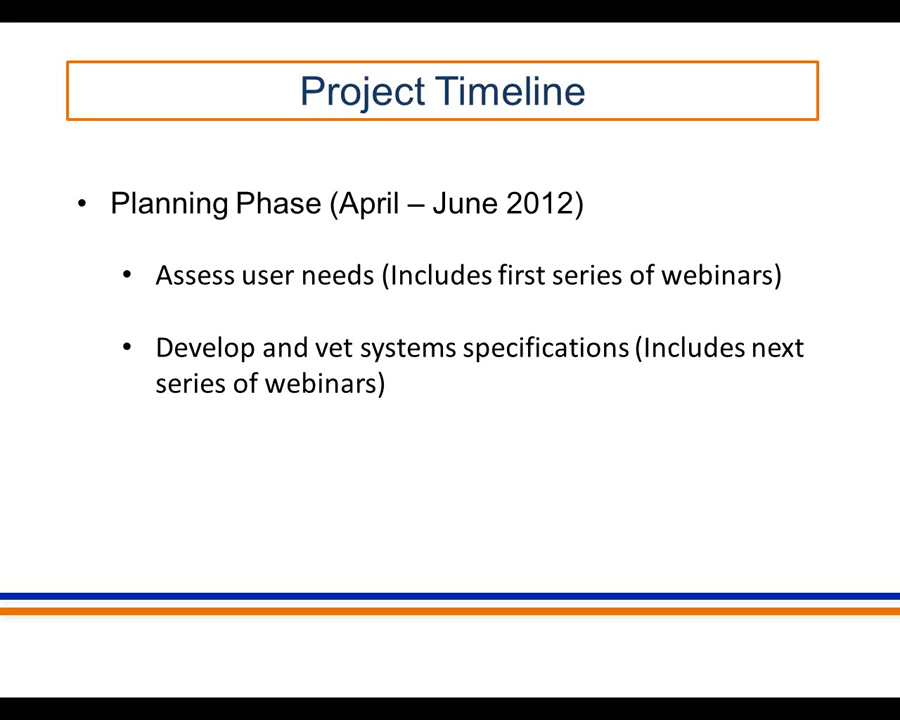 Project Timeline
• Planning Phase (April – June 2012)
• Assess user needs (Includes first series of webinars)
• Develop and vet systems specifications (Includes next
series of webinars)